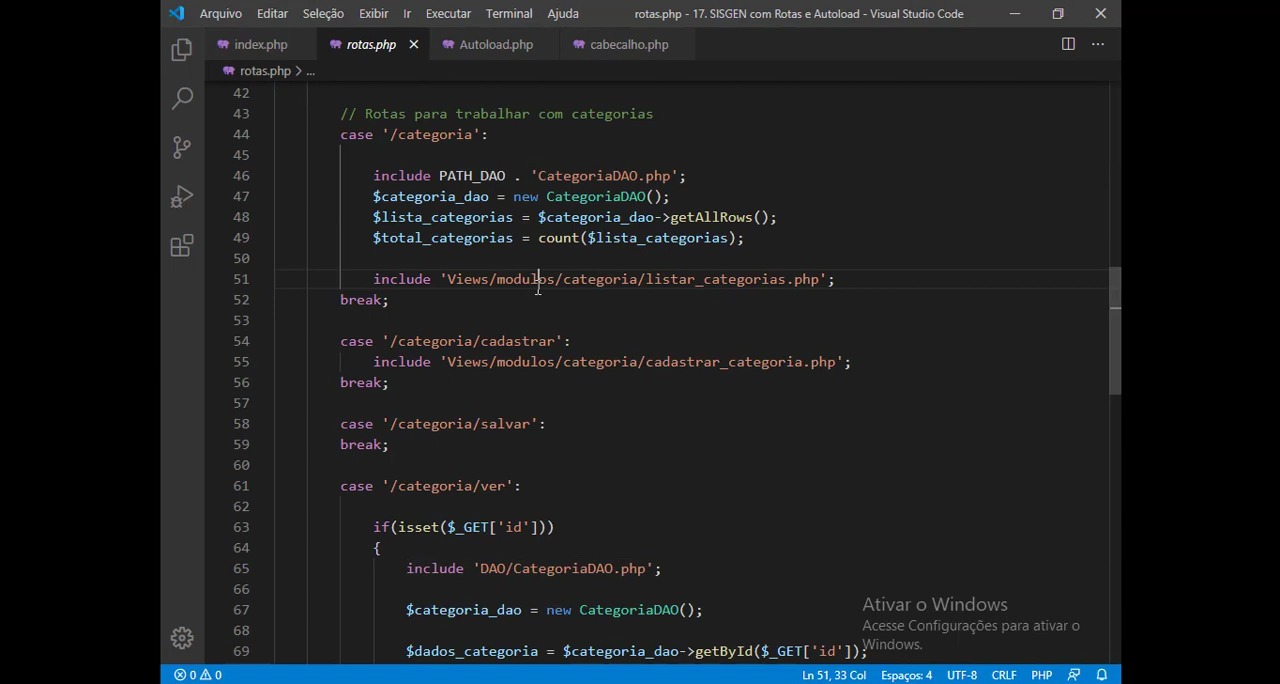 Arquivo Editar Seleção Exibir Ir Executar Terminal Ajuda rotas.php - 17. SISGEN com Rotas e Autoload - Visual Studio Code
index.php rotas.php Autoload.php cabecalho.php
rotas.php > ...
42
43 // Rotas para trabalhar com categorias
44 case '/categoria':
45
46 include PATH_DAO . 'CategoriaDAO.php';
47 $categoria_dao = new CategoriaDAO();
48 $lista_categorias = $categoria_dao->getAllRows();
49 $total_categorias = count($lista_categorias);
50
51 include 'Views/modulos/categoria/listar_categorias.php';
52 break;
53
54 case '/categoria/cadastrar':
55 include 'Views/modulos/categoria/cadastrar_categoria.php';
56 break;
57
58 case '/categoria/salvar':
59 break;
60
61 case '/categoria/ver':
62
63 if(isset($_GET['id']))
64 {
65 include 'DAO/CategoriaDAO.php';
66
67 $categoria_dao = new CategoriaDAO();
68
69 $dados_categoria = $categoria_dao->getById($_GET['id']);
Ativar o Windows
Acesse Configurações para ativar o
Windows.
0 0 Ln 51, 33 Col Espaços: 4 UTF-8 CRLF PHP